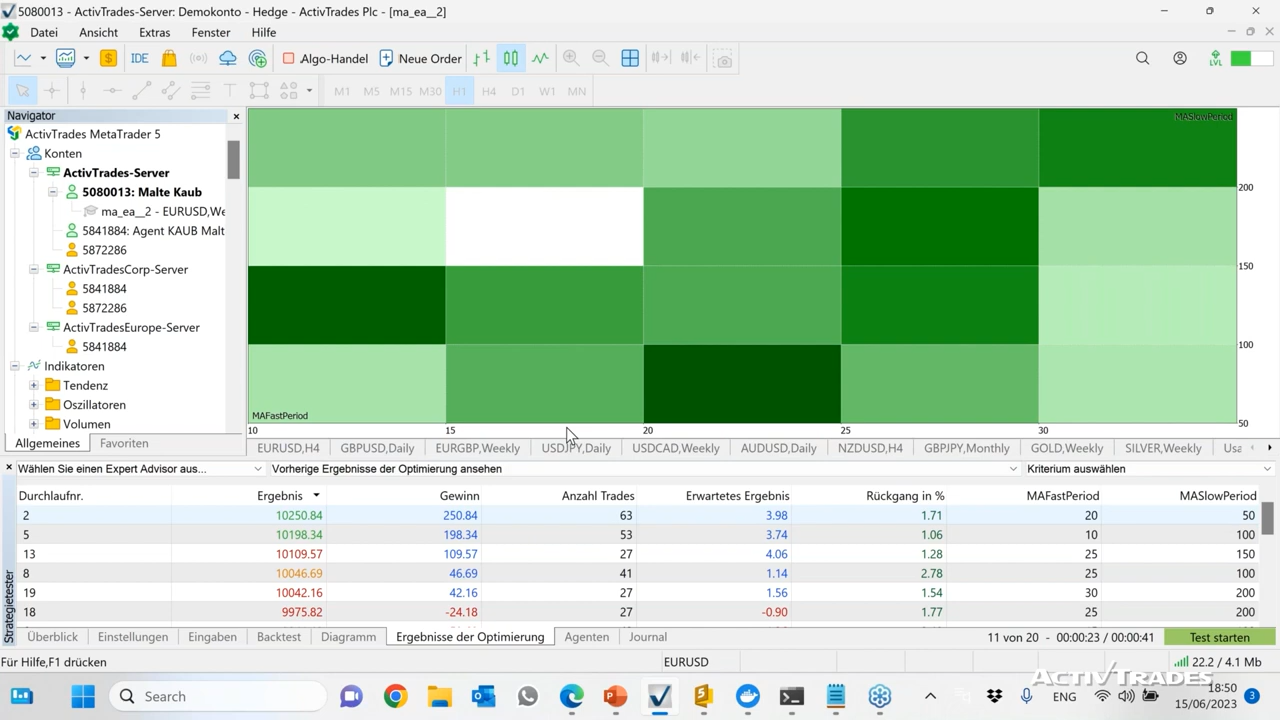 5080013 - ActivTrades-Server: Demokonto - Hedge - ActivTrades Plc - [ma_ea__2]
Datei Ansicht Extras Fenster Hilfe
IDE Algo-Handel Neue Order LVL
M1 M5 M15 M30 H1 H4 D1 W1 MN
Navigator
ActivTrades MetaTrader 5
Konten
ActivTrades-Server
5080013: Malte Kaub
ma_ea__2 - EURUSD,We
5841884: Agent KAUB Malt
5872286
ActivTradesCorp-Server
5841884
5872286
ActivTradesEurope-Server
5841884
Indikatoren
Tendenz
Oszillatoren
Volumen
Allgemeines Favoriten
MASlowPeriod
200
150
100
50
MAFastPeriod
10 15 20 25 30
EURUSD,H4 GBPUSD,Daily EURGBP,Weekly USDJPY,Daily USDCAD,Weekly AUDUSD,Daily NZDUSD,H4 GBPJPY,Monthly GOLD,Weekly SILVER,Weekly Usa
Wählen Sie einen Expert Advisor aus... Vorherige Ergebnisse der Optimierung ansehen Kriterium auswählen
Durchlaufnr. Ergebnis Gewinn Anzahl Trades Erwartetes Ergebnis Rückgang in % MAFastPeriod MASlowPeriod
2 10250.84 250.84 63 3.98 1.71 20 50
5 10198.34 198.34 53 3.74 1.06 10 100
13 10109.57 109.57 27 4.06 1.28 25 150
8 10046.69 46.69 41 1.14 2.78 25 100
19 10042.16 42.16 27 1.56 1.54 30 200
18 9975.82 -24.18 27 -0.90 1.77 25 200
Strategietester
Überblick Einstellungen Eingaben Backtest Diagramm Ergebnisse der Optimierung Agenten Journal 11 von 20 - 00:00:23 / 00:00:41 Test starten
Für Hilfe,F1 drücken EURUSD 22.2 / 4.1 Mb
ACTIVTRADES
Search ENG 18:50
15/06/2023 3